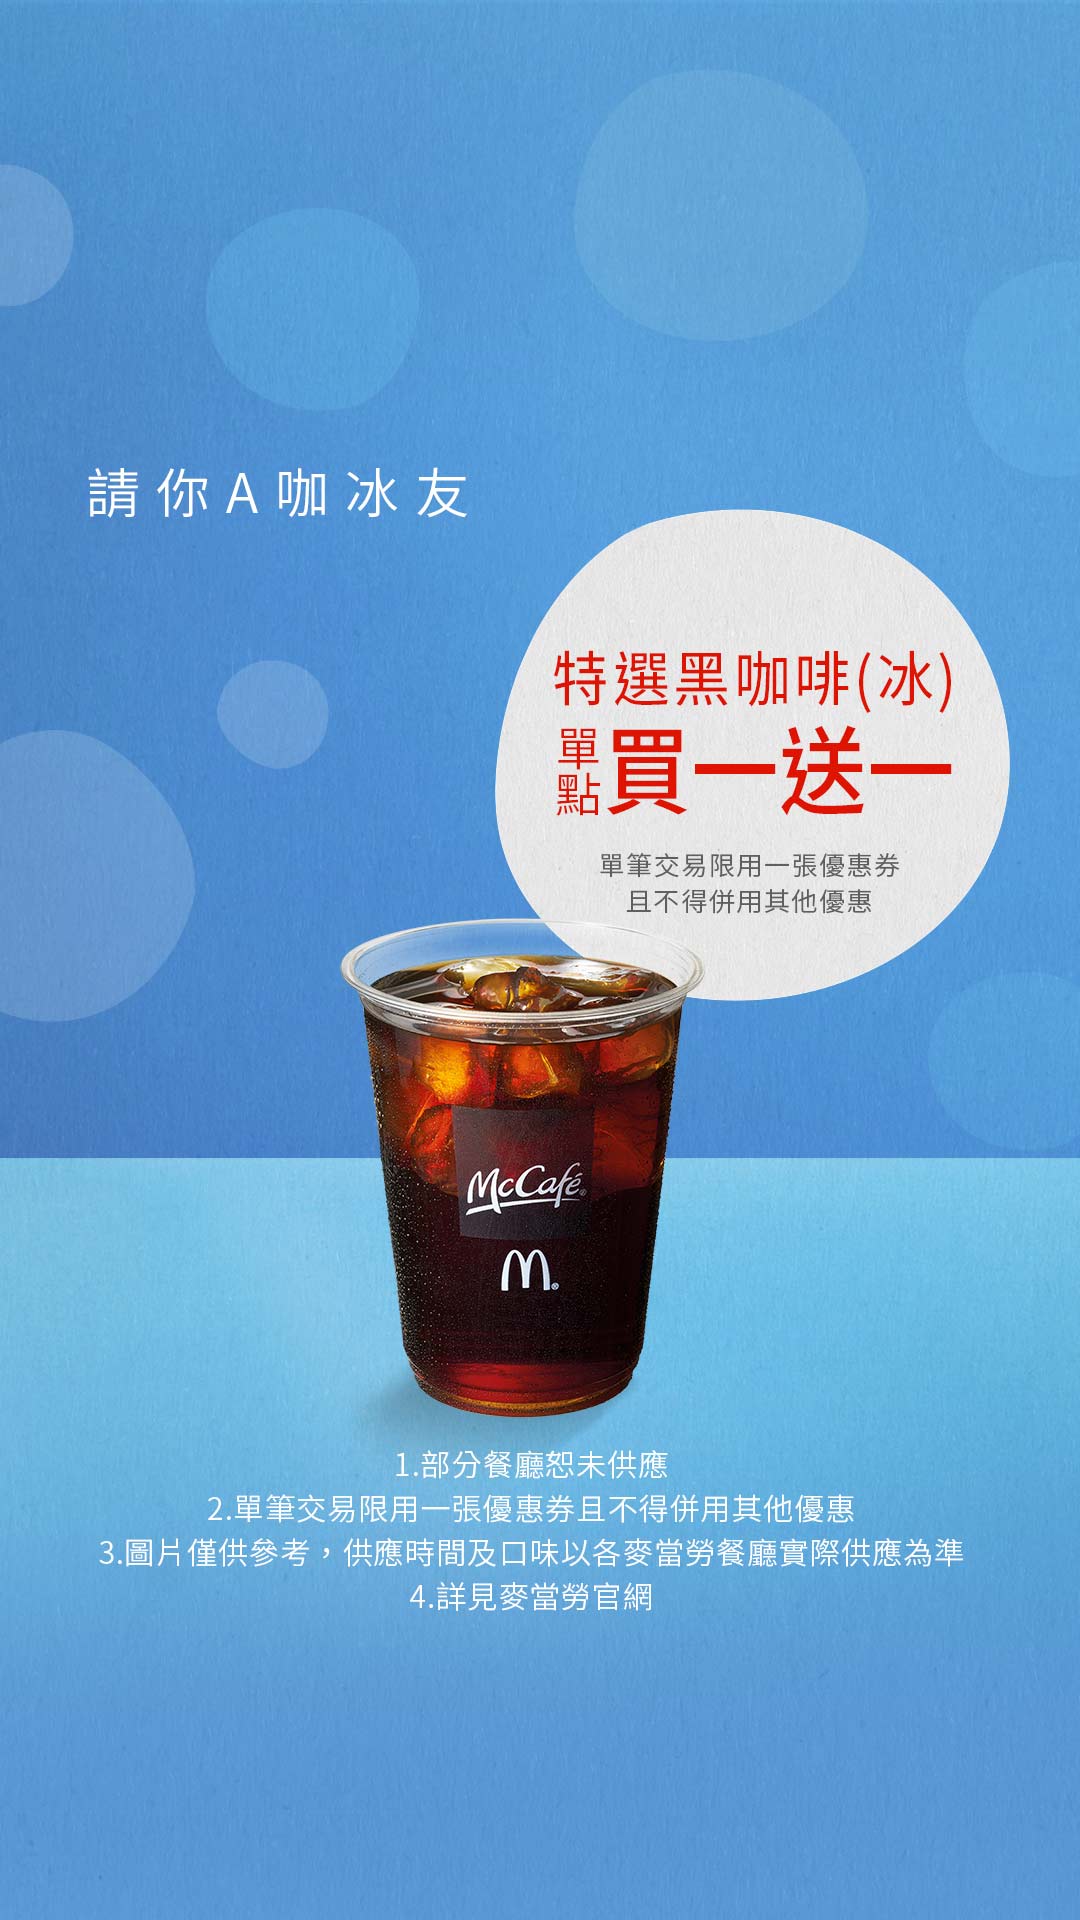 請你A咖冰友
特選黑咖啡(冰)
單點買一送一
單筆交易限用一張優惠券
且不得併用其他優惠
McCafé®
M®
1.部分餐廳恕未供應
2.單筆交易限用一張優惠券且不得併用其他優惠
3.圖片僅供參考，供應時間及口味以各麥當勞餐廳實際供應為準
4.詳見麥當勞官網